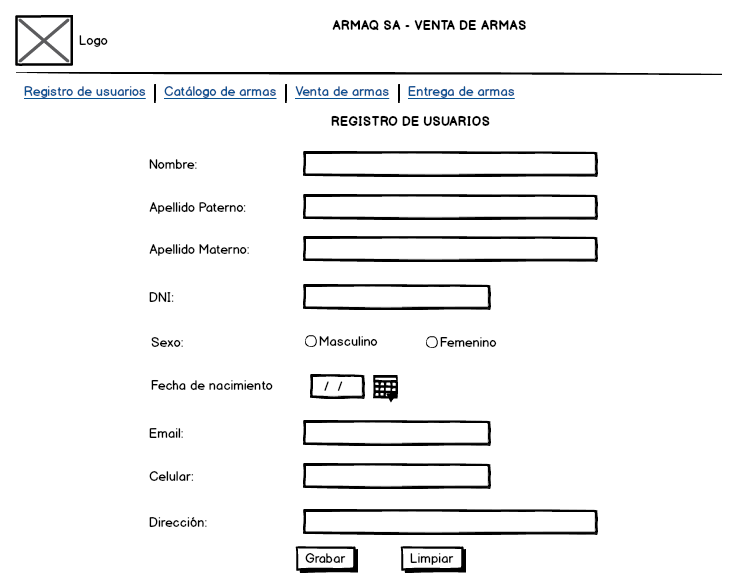 ARMAQ SA - VENTA DE ARMAS
Logo
Registro de usuarios | Catálogo de armas | Venta de armas | Entrega de armas
REGISTRO DE USUARIOS
Nombre:
Apellido Paterno:
Apellido Materno:
DNI:
Sexo: Masculino Femenino
Fecha de nacimiento / /
Email:
Celular:
Dirección:
Grabar Limpiar